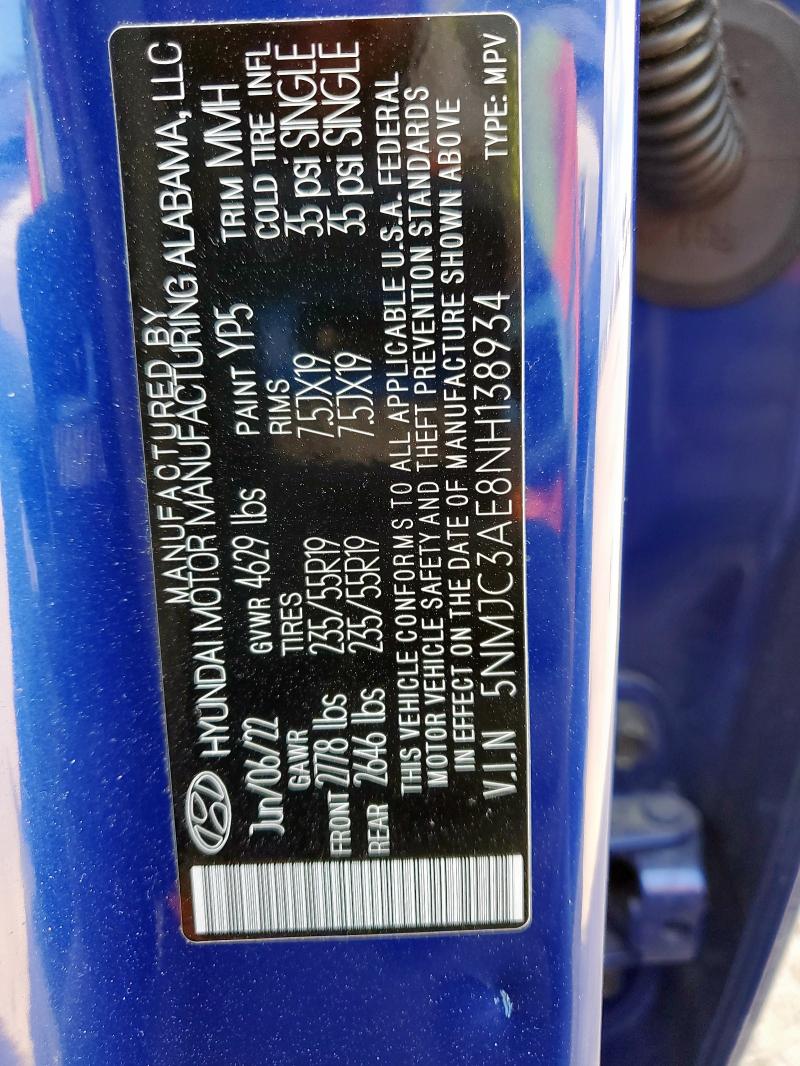 MANUFACTURED BY
HYUNDAI MOTOR MANUFACTURING ALABAMA, LLC
Jun/06/22 GVWR 4629 lbs PAINT YP5 TRIM MMH
GAWR TIRES RIMS COLD TIRE INFL
FRONT 2778 lbs 235/55R19 7.5JX19 35 psi SINGLE
REAR 2646 lbs 235/55R19 7.5JX19 35 psi SINGLE
THIS VEHICLE CONFORMS TO ALL APPLICABLE U.S.A. FEDERAL
MOTOR VEHICLE SAFETY AND THEFT PREVENTION STANDARDS
IN EFFECT ON THE DATE OF MANUFACTURE SHOWN ABOVE
V.I.N 5NMJC3AE8NH138934 TYPE: MPV